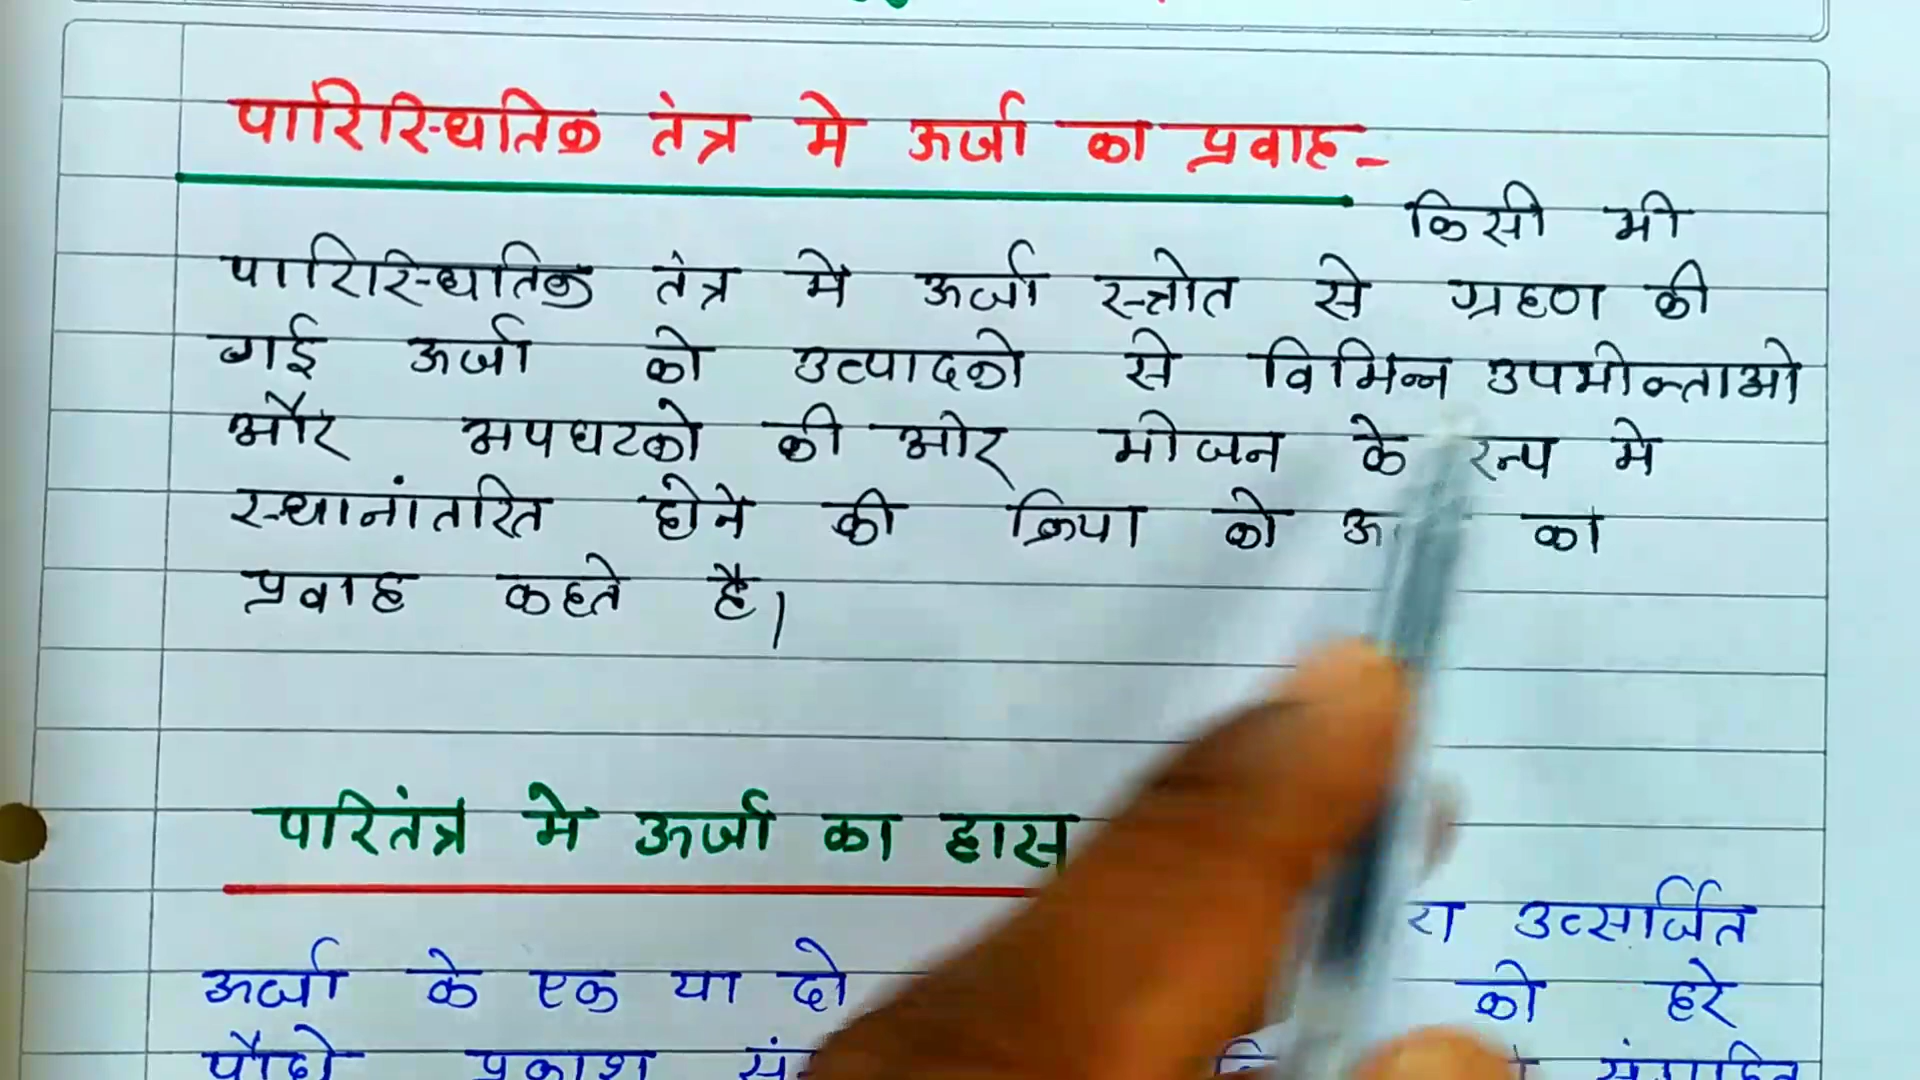 पारिस्थितिक तंत्र मे ऊर्जा का प्रवाह -
किसी भी
पारिस्थितिक तंत्र मे ऊर्जा स्त्रोत से ग्रहण की
गई ऊर्जा को उत्पादको से विभिन्न उपभोक्ताओ
और अपघटको की ओर भोजन के रूप मे
स्थानांतरित होने की क्रिया को का
प्रवाह कहते है।
परितंत्र मे ऊर्जा का ह्रास
उत्सर्जित
ऊर्जा के एक या दो को हरे
पौधो प्रकाश